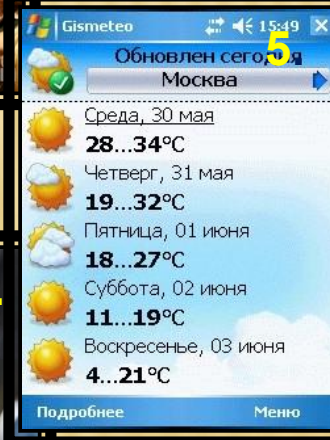 Gismeteo 15:49
5
Обновлен сегодня
Москва
Среда, 30 мая
28...34°C
Четверг, 31 мая
19...32°C
Пятница, 01 июня
18...27°C
Суббота, 02 июня
11...19°C
Воскресенье, 03 июня
4...21°C
Подробнее Меню